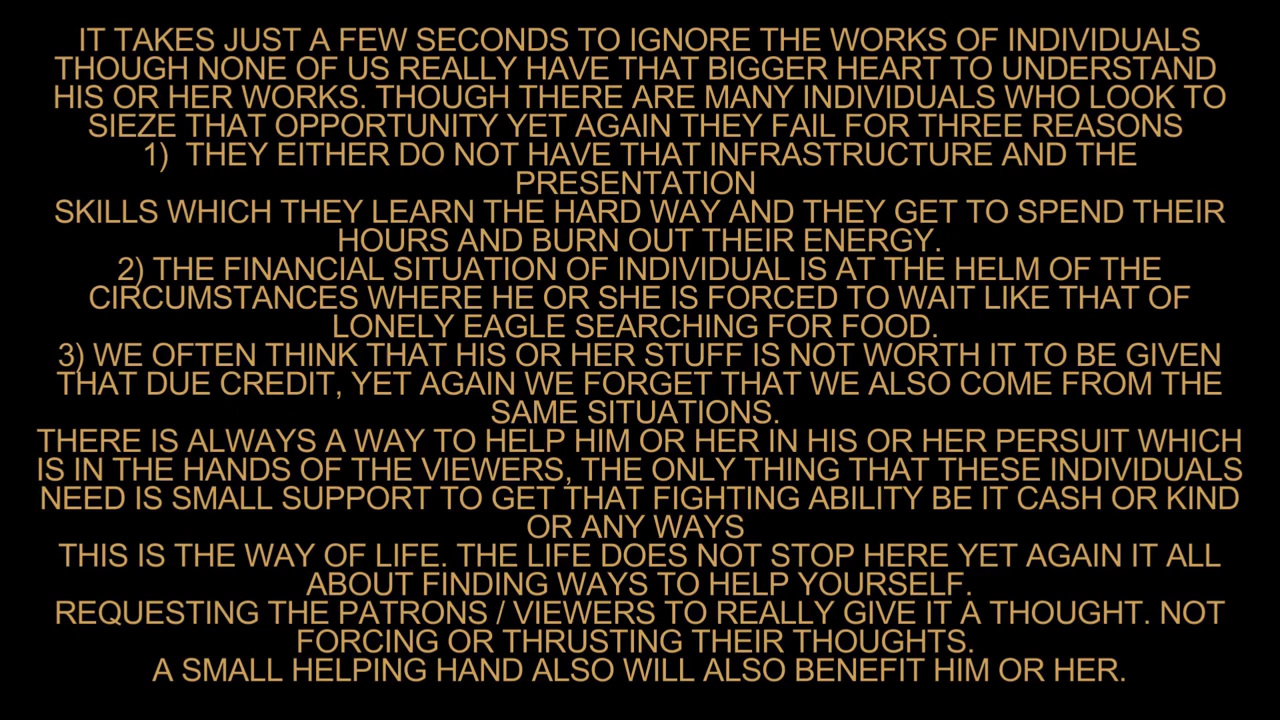 IT TAKES JUST A FEW SECONDS TO IGNORE THE WORKS OF INDIVIDUALS
THOUGH NONE OF US REALLY HAVE THAT BIGGER HEART TO UNDERSTAND
HIS OR HER WORKS. THOUGH THERE ARE MANY INDIVIDUALS WHO LOOK TO
SIEZE THAT OPPORTUNITY YET AGAIN THEY FAIL FOR THREE REASONS
1)  THEY EITHER DO NOT HAVE THAT INFRASTRUCTURE AND THE
PRESENTATION
SKILLS WHICH THEY LEARN THE HARD WAY AND THEY GET TO SPEND THEIR
HOURS AND BURN OUT THEIR ENERGY.
2) THE FINANCIAL SITUATION OF INDIVIDUAL IS AT THE HELM OF THE
CIRCUMSTANCES WHERE HE OR SHE IS FORCED TO WAIT LIKE THAT OF
LONELY EAGLE SEARCHING FOR FOOD.
3) WE OFTEN THINK THAT HIS OR HER STUFF IS NOT WORTH IT TO BE GIVEN
THAT DUE CREDIT, YET AGAIN WE FORGET THAT WE ALSO COME FROM THE
SAME SITUATIONS.
THERE IS ALWAYS A WAY TO HELP HIM OR HER IN HIS OR HER PERSUIT WHICH
IS IN THE HANDS OF THE VIEWERS, THE ONLY THING THAT THESE INDIVIDUALS
NEED IS SMALL SUPPORT TO GET THAT FIGHTING ABILITY BE IT CASH OR KIND
OR ANY WAYS
THIS IS THE WAY OF LIFE. THE LIFE DOES NOT STOP HERE YET AGAIN IT ALL
ABOUT FINDING WAYS TO HELP YOURSELF.
REQUESTING THE PATRONS / VIEWERS TO REALLY GIVE IT A THOUGHT. NOT
FORCING OR THRUSTING THEIR THOUGHTS.
A SMALL HELPING HAND ALSO WILL ALSO BENEFIT HIM OR HER.